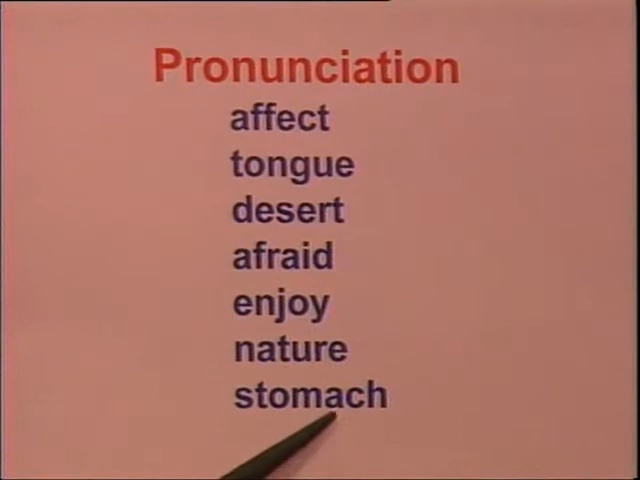 Pronunciation
affect
tongue
desert
afraid
enjoy
nature
stomach